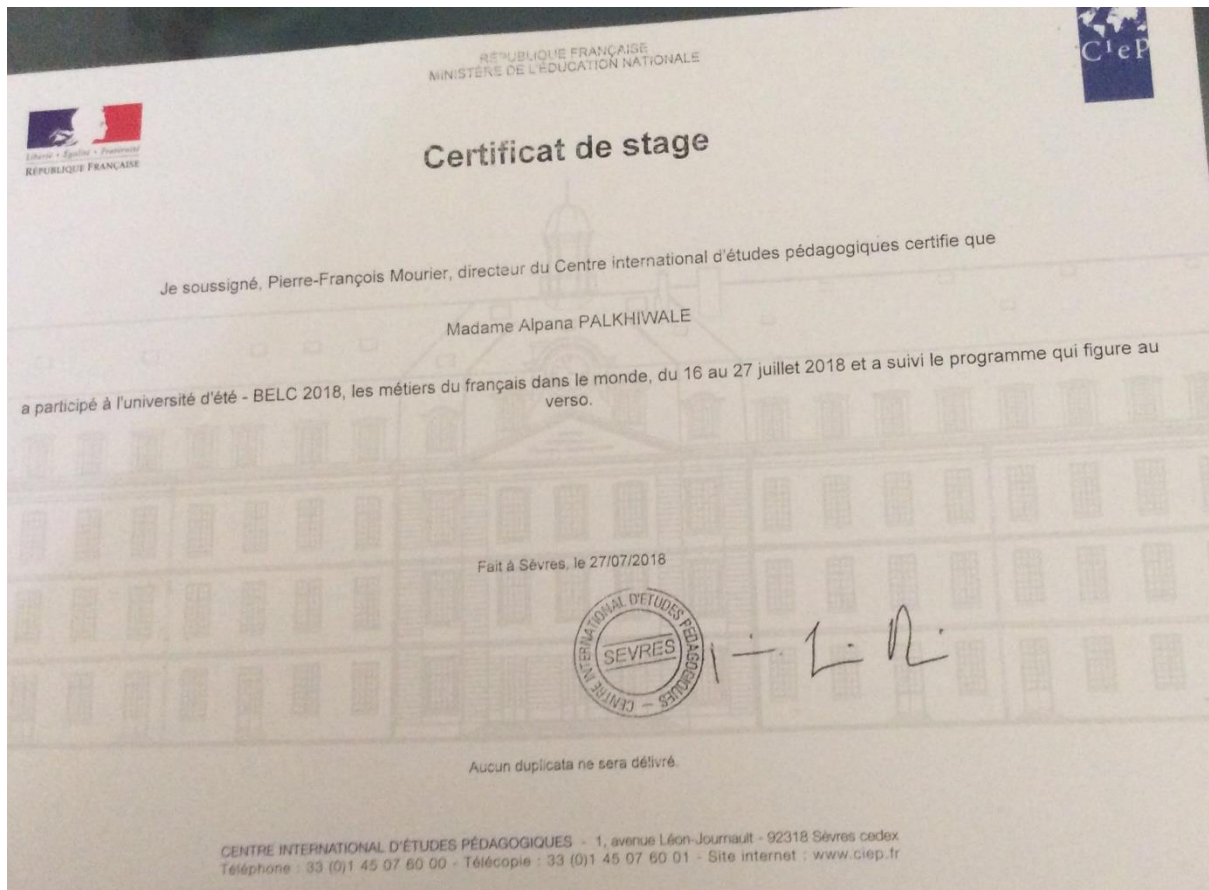 RÉPUBLIQUE FRANÇAISE
MINISTÈRE DE L'ÉDUCATION NATIONALE
CIeP
Liberté • Égalité • Fraternité
RÉPUBLIQUE FRANÇAISE
Certificat de stage
Je soussigné, Pierre-François Mourier, directeur du Centre international d'études pédagogiques certifie que
Madame Alpana PALKHIWALE
a participé à l'université d'été - BELC 2018, les métiers du français dans le monde, du 16 au 27 juillet 2018 et a suivi le programme qui figure au
verso.
Fait à Sèvres, le 27/07/2018
CENTRE INTERNATIONAL D'ETUDES PEDAGOGIQUES –
SEVRES
Aucun duplicata ne sera délivré.
CENTRE INTERNATIONAL D'ÉTUDES PÉDAGOGIQUES - 1, avenue Léon-Journault - 92318 Sèvres cedex
Téléphone : 33 (0)1 45 07 60 00 - Télécopie : 33 (0)1 45 07 60 01 - Site internet : www.ciep.fr